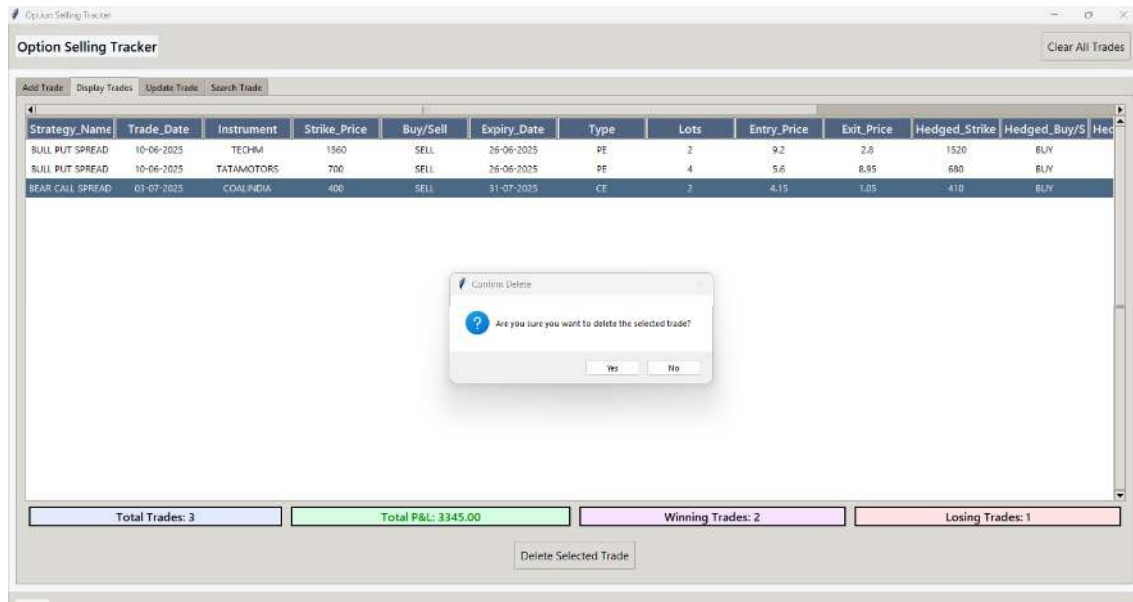 Option Selling Tracker
Option Selling Tracker
Clear All Trades
Add Trade Display Trades Update Trade Search Trade
Strategy_Name Trade_Date Instrument Strike_Price Buy/Sell Expiry_Date Type Lots Entry_Price Exit_Price Hedged_Strike Hedged_Buy/S Hed
BULL PUT SPREAD 10-06-2025 TECHM 1560 SELL 26-06-2025 PE 2 9.2 2.8 1520 BUY
BULL PUT SPREAD 10-06-2025 TATAMOTORS 700 SELL 26-06-2025 PE 4 5.6 8.95 680 BUY
BEAR CALL SPREAD 03-07-2025 COALINDIA 400 SELL 31-07-2025 CE 2 4.15 1.05 410 BUY
Confirm Delete
Are you sure you want to delete the selected trade?
Yes No
Total Trades: 3 Total P&L: 3345.00 Winning Trades: 2 Losing Trades: 1
Delete Selected Trade